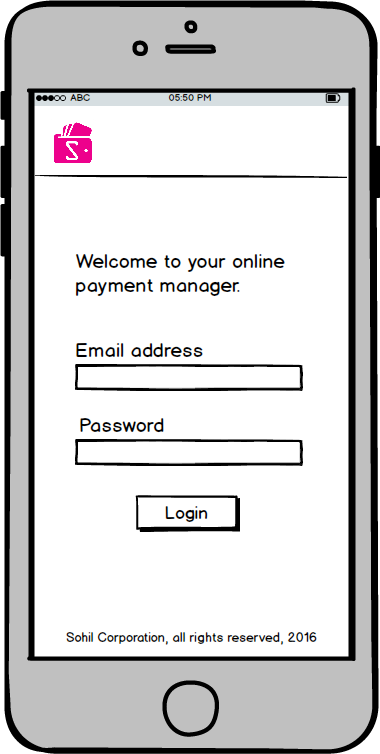 ABC 05:50 PM
S
Welcome to your online
payment manager.
Email address
Password
Login
Sohil Corporation, all rights reserved, 2016